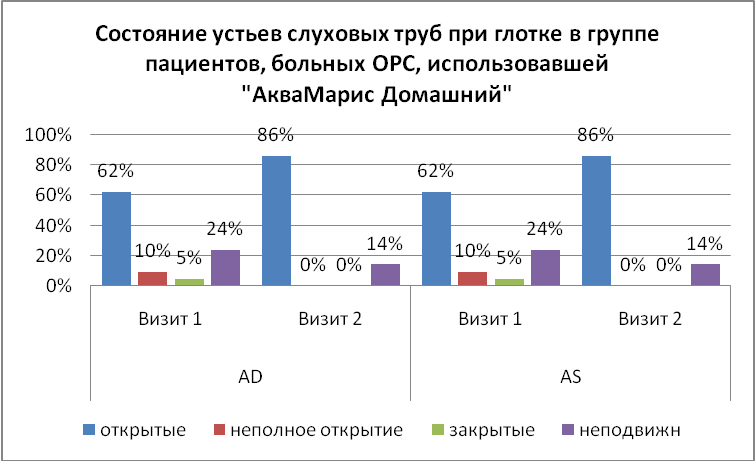 Состояние устьев слуховых труб при глотке в группе
пациентов, больных ОРС, использовавшей
"АкваМарис Домашний"
100%
80%
60%
40%
20%
0%
62%
10%
5%
24%
86%
0%
0%
14%
62%
10%
5%
24%
86%
0%
0%
14%
Визит 1
Визит 2
Визит 1
Визит 2
AD
AS
открытые
неполное открытие
закрытые
неподвижн